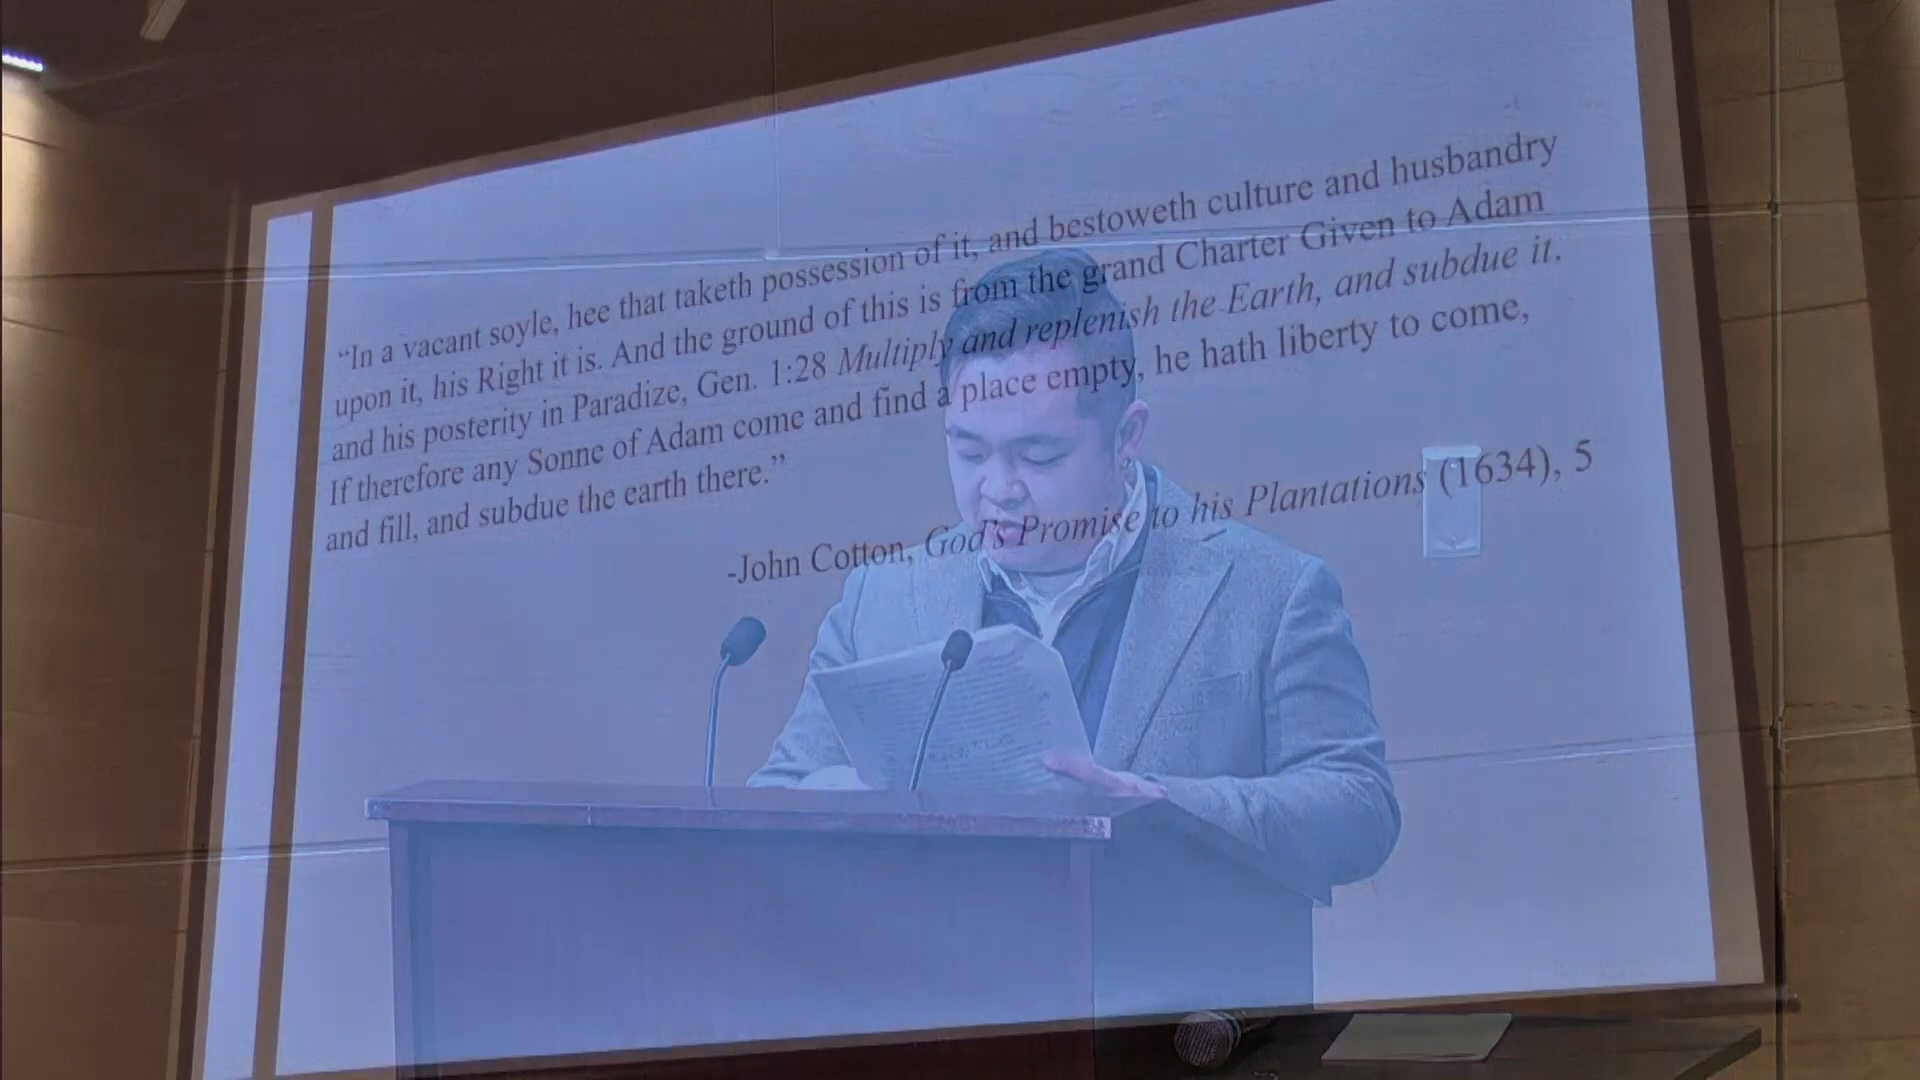 “In a vacant soyle, hee that taketh possession of it, and bestoweth culture and husbandry
upon it, his Right it is. And the ground of this is from the grand Charter Given to Adam
and his posterity in Paradize, Gen. 1:28 Multiply and replenish the Earth, and subdue it.
If therefore any Sonne of Adam come and find a place empty, he hath liberty to come,
and fill, and subdue the earth there.”
-John Cotton, God's Promise to his Plantations (1634), 5